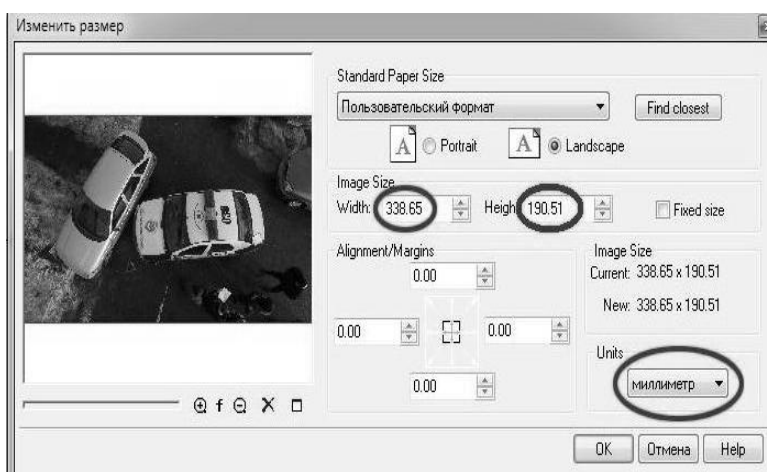 Изменить размер
Standard Paper Size
Пользовательский формат
Find closest
A Portrait
A Landscape
Image Size
Width: 338.65
Heigh 190.51
Fixed size
Alignment/Margins
0.00
0.00
0.00
0.00
Image Size
Current: 338.65 x 190.51
New: 338.65 x 190.51
Units
миллиметр
f
OK
Отмена
Help